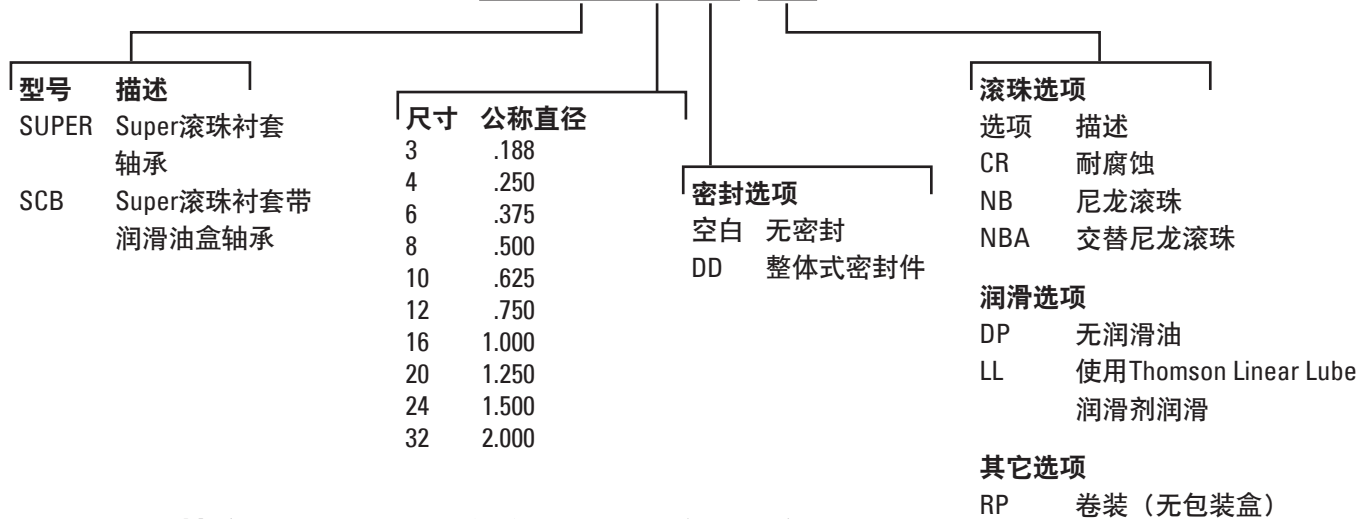 型号 描述
SUPER Super滚珠衬套
轴承
SCB Super滚珠衬套带
润滑油盒轴承
尺寸 公称直径
3 .188
4 .250
6 .375
8 .500
10 .625
12 .750
16 1.000
20 1.250
24 1.500
32 2.000
密封选项
空白 无密封
DD 整体式密封件
滚珠选项
选项 描述
CR 耐腐蚀
NB 尼龙滚珠
NBA 交替尼龙滚珠
润滑选项
DP 无润滑油
LL 使用Thomson Linear Lube
润滑剂润滑
其它选项
RP 卷装（无包装盒）